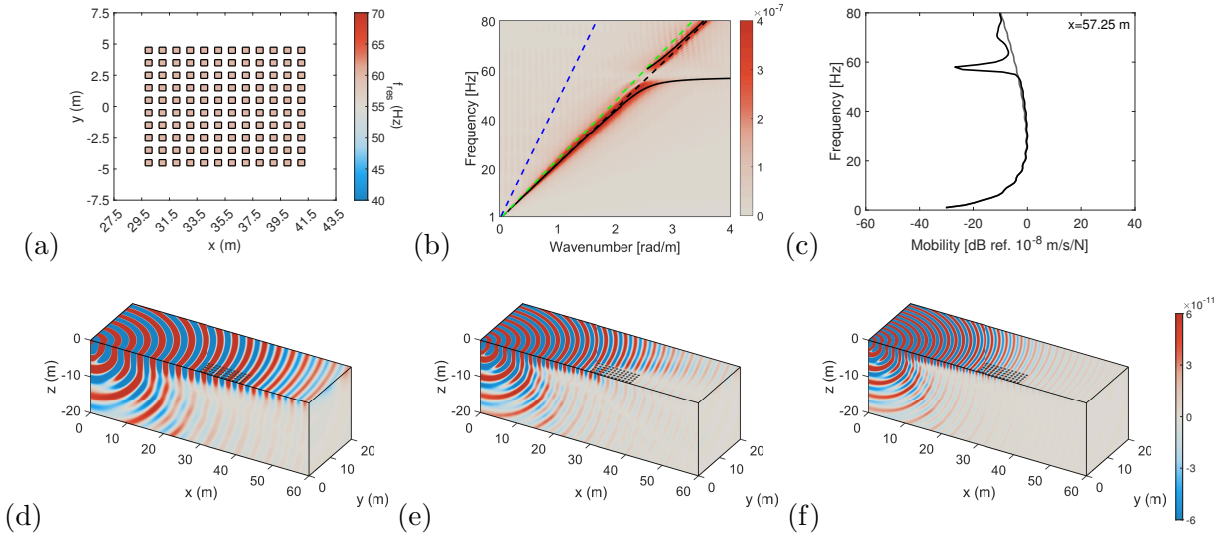 7.5
5
2.5
0
-2.5
-5
-7.5
y (m)
27.5 29.5 31.5 33.5 35.5 37.5 39.5 41.5 43.5
x (m)
70
65
60
55
50
45
40
f_res (Hz)
(a)
80
60
40
20
1
Frequency [Hz]
0 1 2 3 4
Wavenumber [rad/m]
4 ×10^-7
3
2
1
0
(b)
80
60
40
20
0
Frequency [Hz]
x=57.25 m
-60 -40 -20 0 20 40
Mobility [dB ref. 10^-8 m/s/N]
(c)
0
-10
-20
z (m)
0 10 20 30 40 50 60
x (m)
0 10 20
y (m)
(d)
0
-10
-20
z (m)
0 10 20 30 40 50 60
x (m)
0 10 20
y (m)
(e)
0
-10
-20
z (m)
0 10 20 30 40 50 60
x (m)
0 10 20
y (m)
(f)
×10^-11
6
3
0
-3
-6